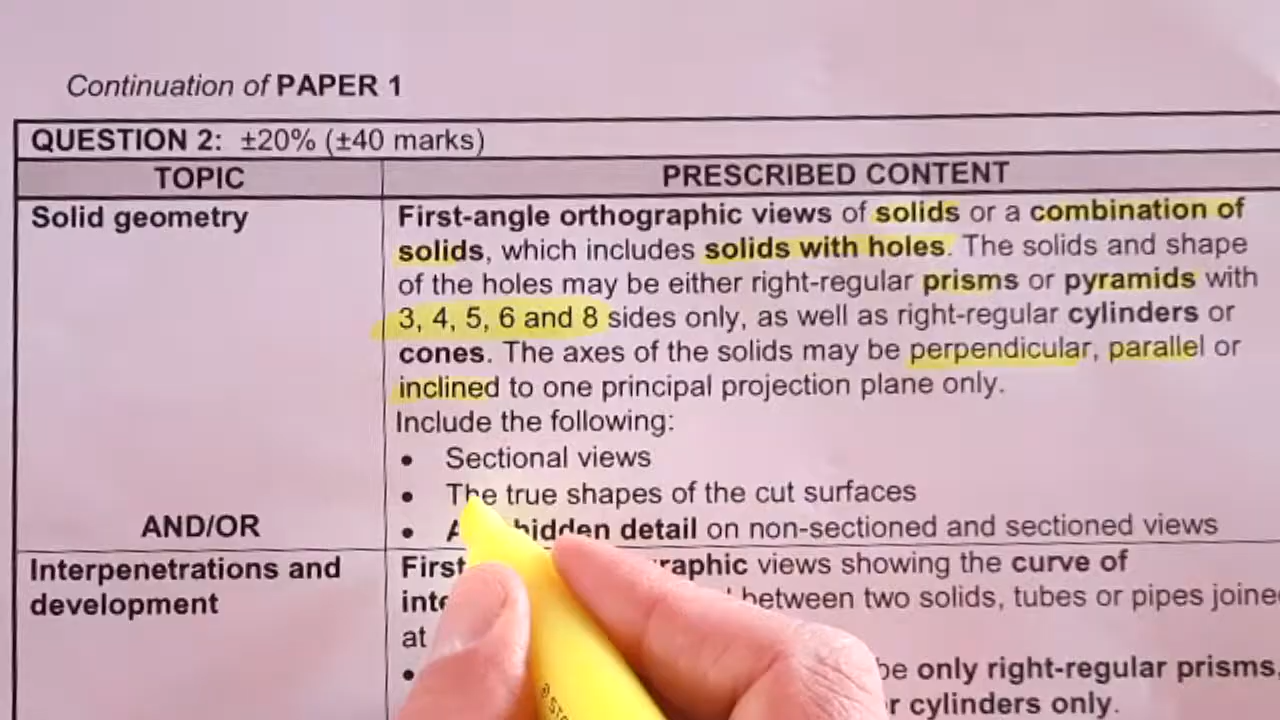 Continuation of PAPER 1
QUESTION 2: ±20% (±40 marks)
TOPIC PRESCRIBED CONTENT
Solid geometry
First-angle orthographic views of solids or a combination of
solids, which includes solids with holes. The solids and shape
of the holes may be either right-regular prisms or pyramids with
3, 4, 5, 6 and 8 sides only, as well as right-regular cylinders or
cones. The axes of the solids may be perpendicular, parallel or
inclined to one principal projection plane only.
Include the following:
• Sectional views
• The true shapes of the cut surfaces
• hidden detail on non-sectioned and sectioned views
AND/OR
Interpenetrations and
development
First views showing the curve of
between two solids, tubes or pipes
at
• be only right-regular prisms,
cylinders only.